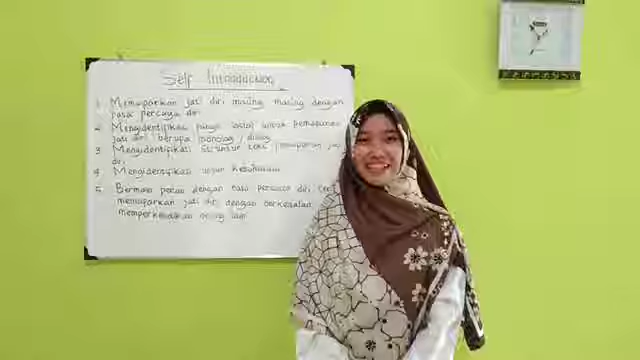 Self Introduction
1. Memaparkan jati diri masing masing dengan
rasa percaya diri
2. Mengidentifikasi fungsi sosial untuk pemaparan
jati diri berupa monolog dialog
3. Mengidentifikasi struktur teks pemaparan jati
diri
4. Mengidentifikasi unsur kebahasaan
5. Bermain peran dengan rasa percaya diri
memaparkan jati diri dengan berkenalan
memperkenalkan orang lain